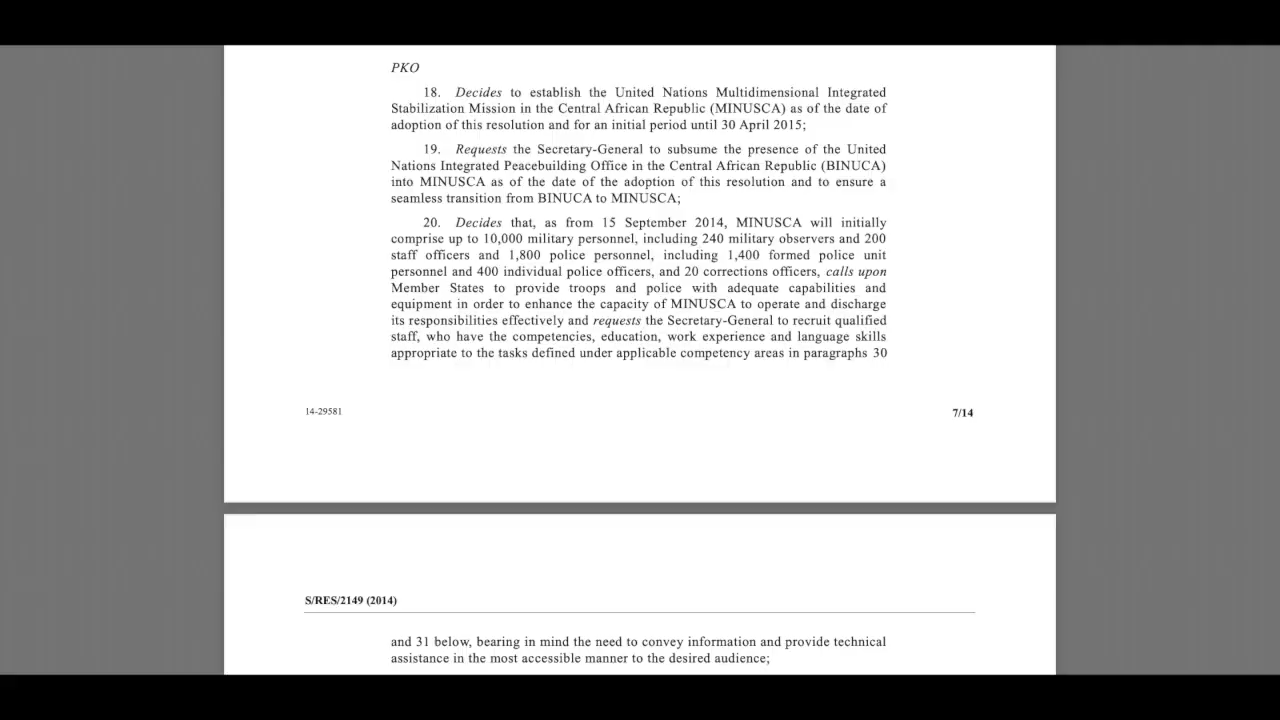 PKO
18. Decides to establish the United Nations Multidimensional Integrated
Stabilization Mission in the Central African Republic (MINUSCA) as of the date of
adoption of this resolution and for an initial period until 30 April 2015;
19. Requests the Secretary-General to subsume the presence of the United
Nations Integrated Peacebuilding Office in the Central African Republic (BINUCA)
into MINUSCA as of the date of the adoption of this resolution and to ensure a
seamless transition from BINUCA to MINUSCA;
20. Decides that, as from 15 September 2014, MINUSCA will initially
comprise up to 10,000 military personnel, including 240 military observers and 200
staff officers and 1,800 police personnel, including 1,400 formed police unit
personnel and 400 individual police officers, and 20 corrections officers, calls upon
Member States to provide troops and police with adequate capabilities and
equipment in order to enhance the capacity of MINUSCA to operate and discharge
its responsibilities effectively and requests the Secretary-General to recruit qualified
staff, who have the competencies, education, work experience and language skills
appropriate to the tasks defined under applicable competency areas in paragraphs 30
14-29581
7/14
S/RES/2149 (2014)
and 31 below, bearing in mind the need to convey information and provide technical
assistance in the most accessible manner to the desired audience;